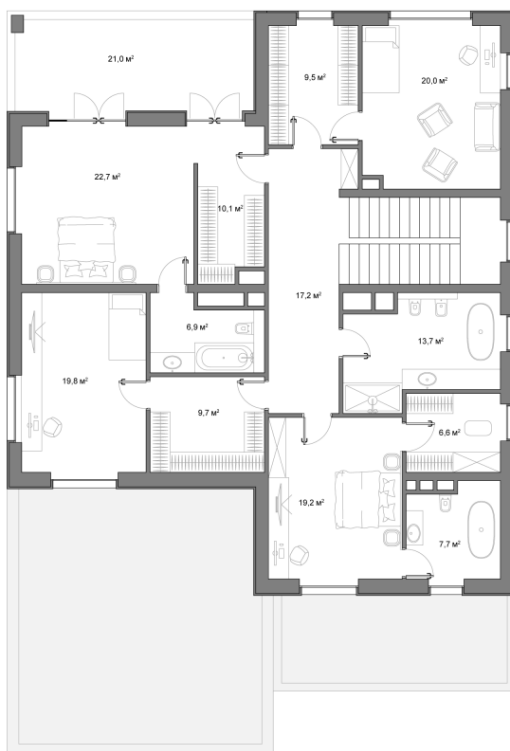 21,0 м²
9,5 м²
20,0 м²
22,7 м²
10,1 м²
17,2 м²
6,9 м²
13,7 м²
19,8 м²
9,7 м²
6,6 м²
19,2 м²
7,7 м²